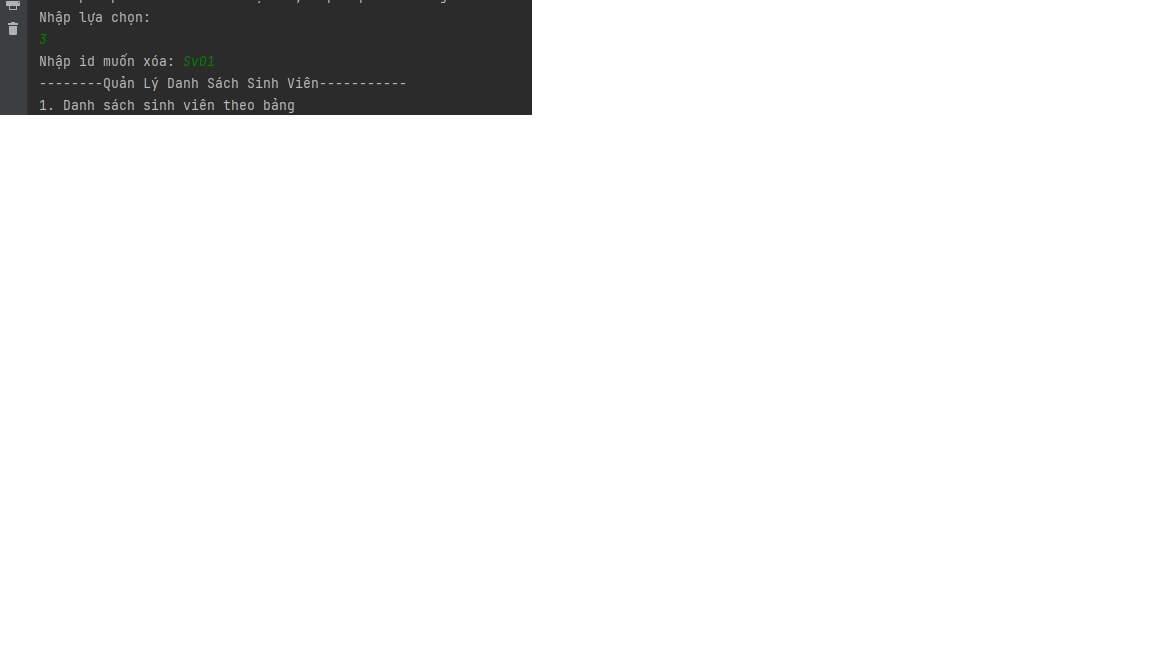 Nhập lựa chọn:
3
Nhập id muốn xóa: Sv01
--------Quản Lý Danh Sách Sinh Viên-----------
1. Danh sách sinh viên theo bảng